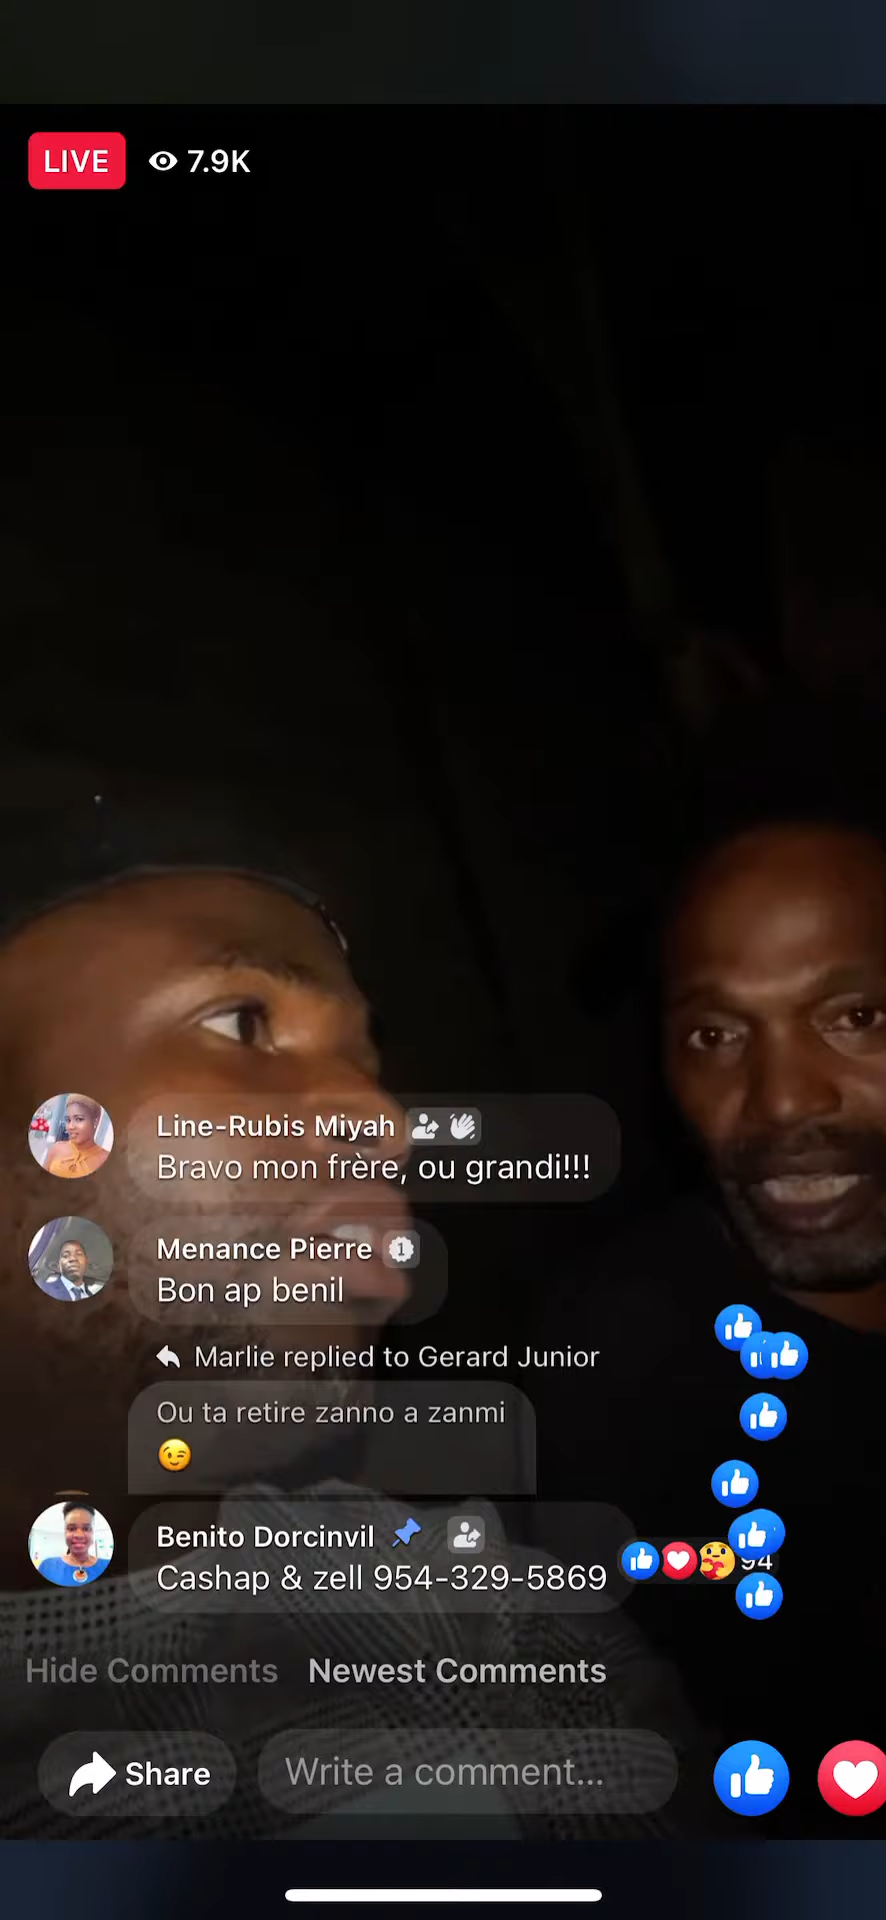 LIVE 7.9K
Line-Rubis Miyah
Bravo mon frère, ou grandi!!!
Menance Pierre 1
Bon ap benil
Marlie replied to Gerard Junior
Ou ta retire zanno a zanmi
😉
Benito Dorcinvil
Cashap & zell 954-329-5869
94
Hide Comments Newest Comments
Share Write a comment...